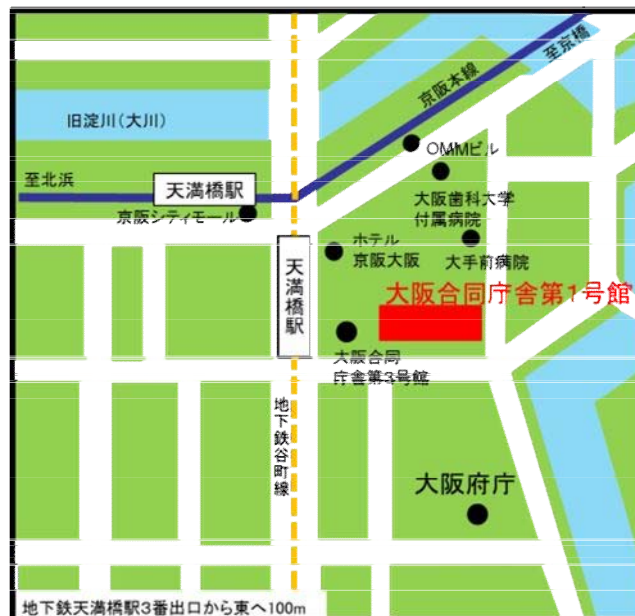 至京橋
京阪本線
旧淀川(大川)
OMMビル
至北浜
天満橋駅
大阪歯科大学
付属病院
京阪シティモール
ホテル
京阪大阪
大手前病院
天満橋駅
大阪合同庁舎第1号館
大阪合同
庁舎第3号館
地下鉄谷町線
大阪府庁
地下鉄天満橋駅3番出口から東へ100m